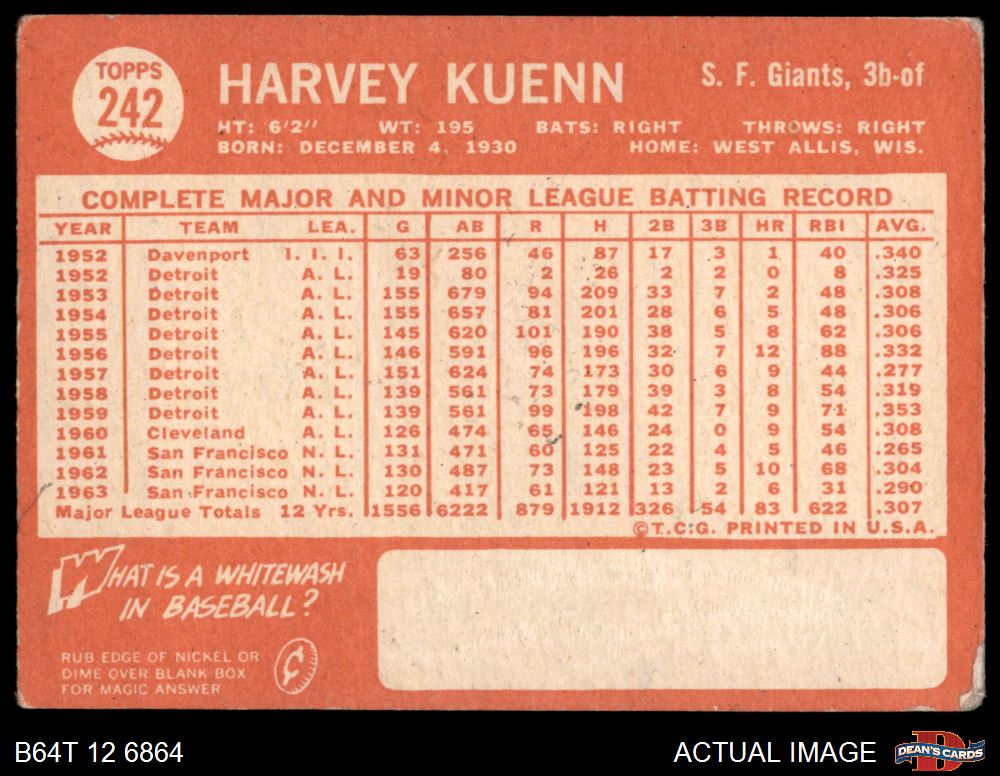 TOPPS
242
HARVEY KUENN
S. F. Giants, 3b-of
HT: 6'2" WT: 195 BATS: RIGHT THROWS: RIGHT
BORN: DECEMBER 4, 1930 HOME: WEST ALLIS, WIS.
COMPLETE MAJOR AND MINOR LEAGUE BATTING RECORD
YEAR TEAM LEA. G AB R H 2B 3B HR RBI AVG.
1952 Davenport I. I. I. 63 256 46 87 17 3 1 40 .340
1952 Detroit A. L. 19 80 2 26 2 2 0 8 .325
1953 Detroit A. L. 155 679 94 209 33 7 2 48 .308
1954 Detroit A. L. 155 657 81 201 28 6 5 48 .306
1955 Detroit A. L. 145 620 101 190 38 5 8 62 .306
1956 Detroit A. L. 146 591 96 196 32 7 12 88 .332
1957 Detroit A. L. 151 624 74 173 30 6 9 44 .277
1958 Detroit A. L. 139 561 73 179 39 3 8 54 .319
1959 Detroit A. L. 139 561 99 198 42 7 9 71 .353
1960 Cleveland A. L. 126 474 65 146 24 0 9 54 .308
1961 San Francisco N. L. 131 471 60 125 22 4 5 46 .265
1962 San Francisco N. L. 130 487 73 148 23 5 10 68 .304
1963 San Francisco N. L. 120 417 61 121 13 2 6 31 .290
Major League Totals 12 Yrs. 1556 6222 879 1912 326 54 83 622 .307
©T.C.G. PRINTED IN U.S.A.
WHAT IS A WHITEWASH
IN BASEBALL?
RUB EDGE OF NICKEL OR
DIME OVER BLANK BOX
FOR MAGIC ANSWER
¢
B64T 12 6864
ACTUAL IMAGE
D
DEAN'S CARDS